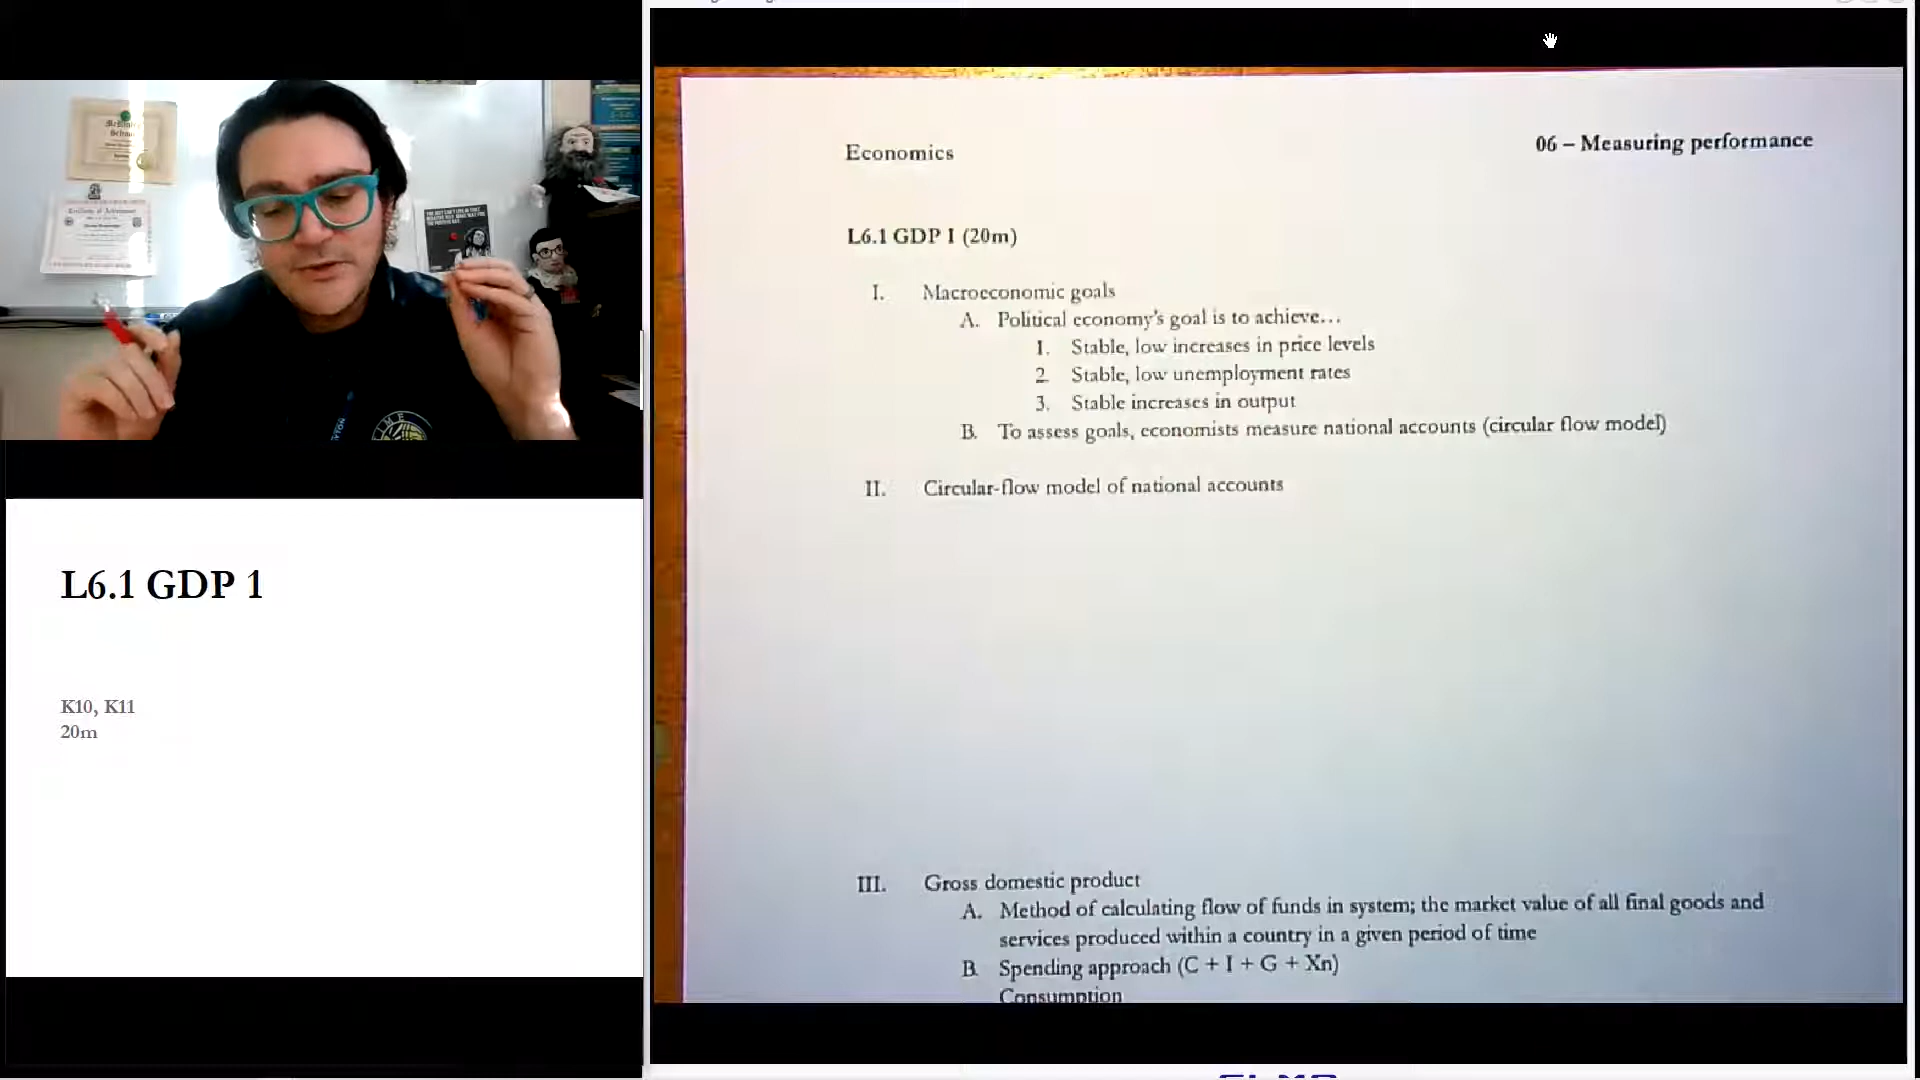 Economics
06 – Measuring performance
L6.1 GDP I (20m)
I. Macroeconomic goals
A. Political economy's goal is to achieve…
1. Stable, low increases in price levels
2. Stable, low unemployment rates
3. Stable increases in output
B. To assess goals, economists measure national accounts (circular flow model)
II. Circular-flow model of national accounts
III. Gross domestic product
A. Method of calculating flow of funds in system; the market value of all final goods and
services produced within a country in a given period of time
B. Spending approach (C + I + G + Xn)
Consumption
L6.1 GDP 1
K10, K11
20m